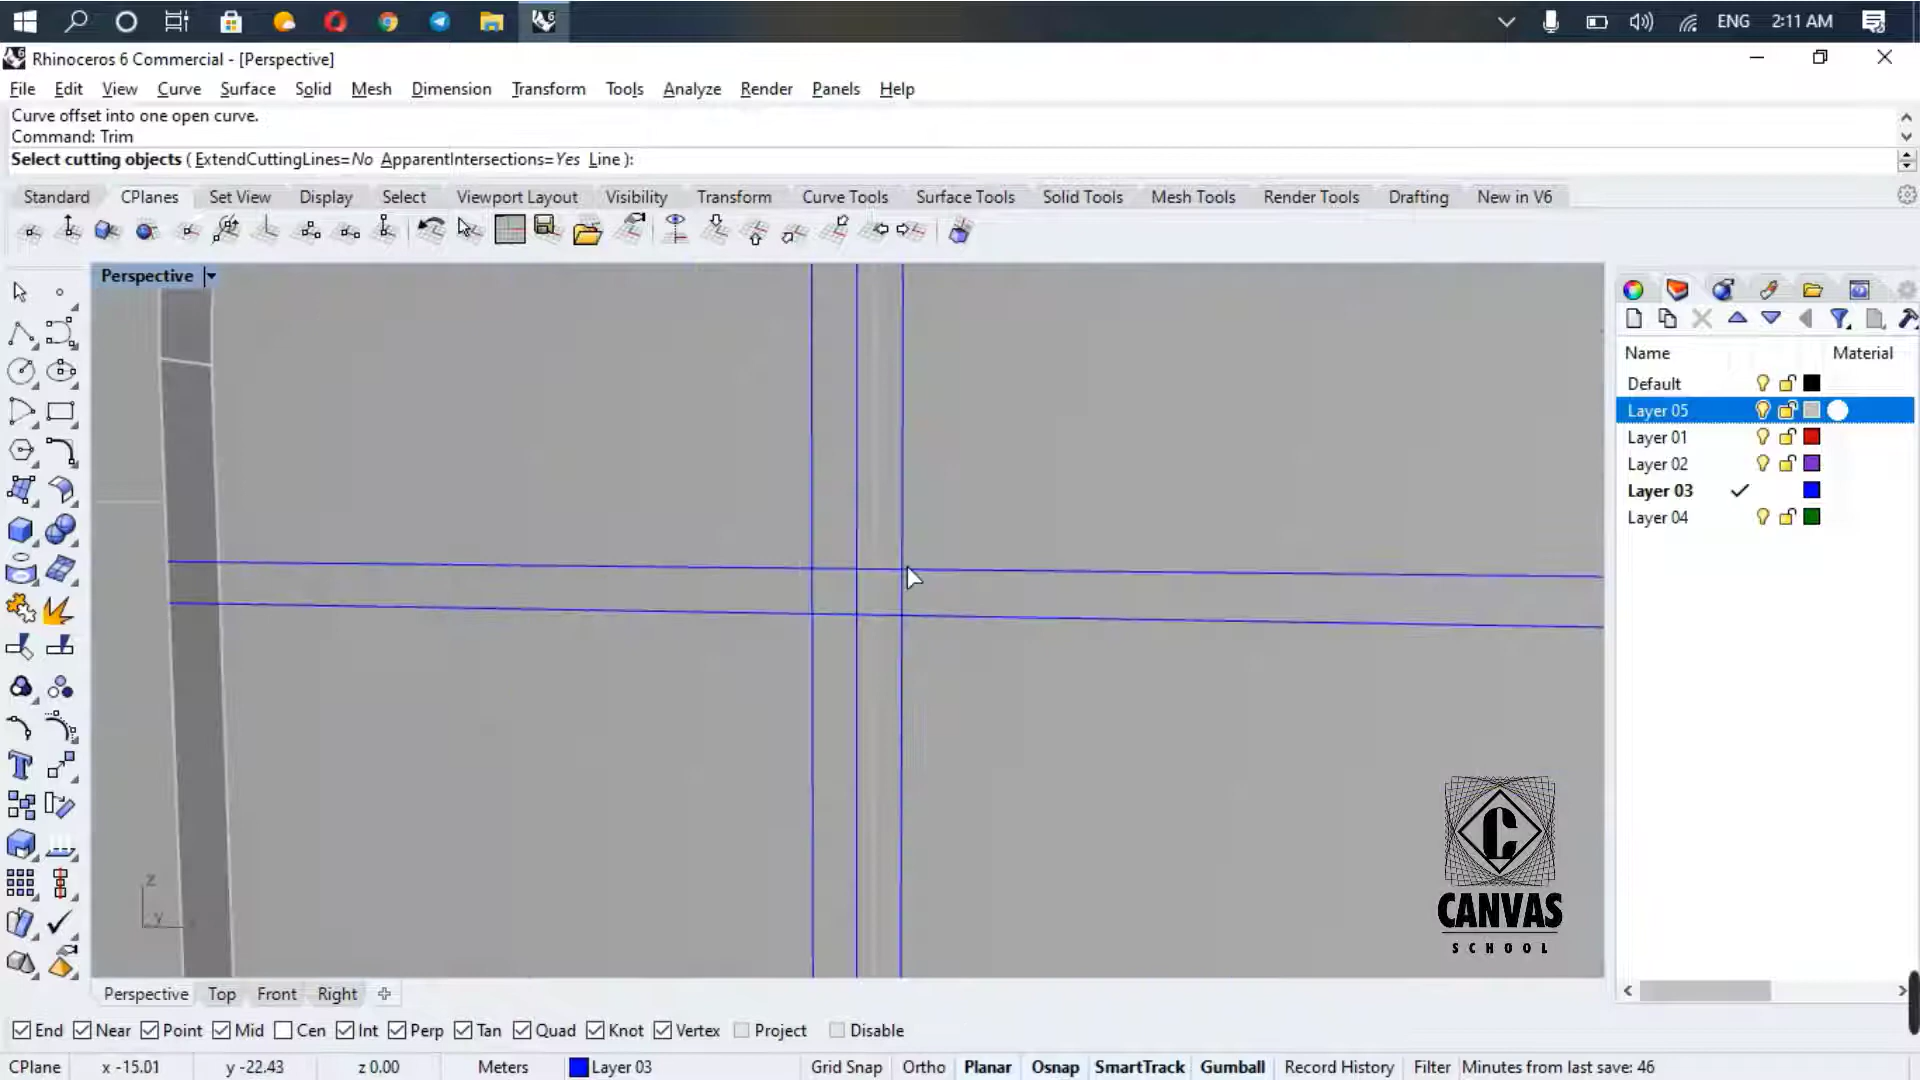 ENG
2:11 AM
Rhinoceros 6 Commercial - [Perspective]
File Edit View Curve Surface Solid Mesh Dimension Transform Tools Analyze Render Panels Help
Curve offset into one open curve.
Command: Trim
Select cutting objects ( ExtendCuttingLines=No ApparentIntersections=Yes Line ):
Standard CPlanes Set View Display Select Viewport Layout Visibility Transform Curve Tools Surface Tools Solid Tools Mesh Tools Render Tools Drafting New in V6
Perspective
Name Material
Default
Layer 05
Layer 01
Layer 02
Layer 03
Layer 04
z
y
C
CANVAS
SCHOOL
Perspective Top Front Right
End Near Point Mid Cen Int Perp Tan Quad Knot Vertex Project Disable
CPlane x -15.01 y -22.43 z 0.00 Meters Layer 03 Grid Snap Ortho Planar Osnap SmartTrack Gumball Record History Filter Minutes from last save: 46